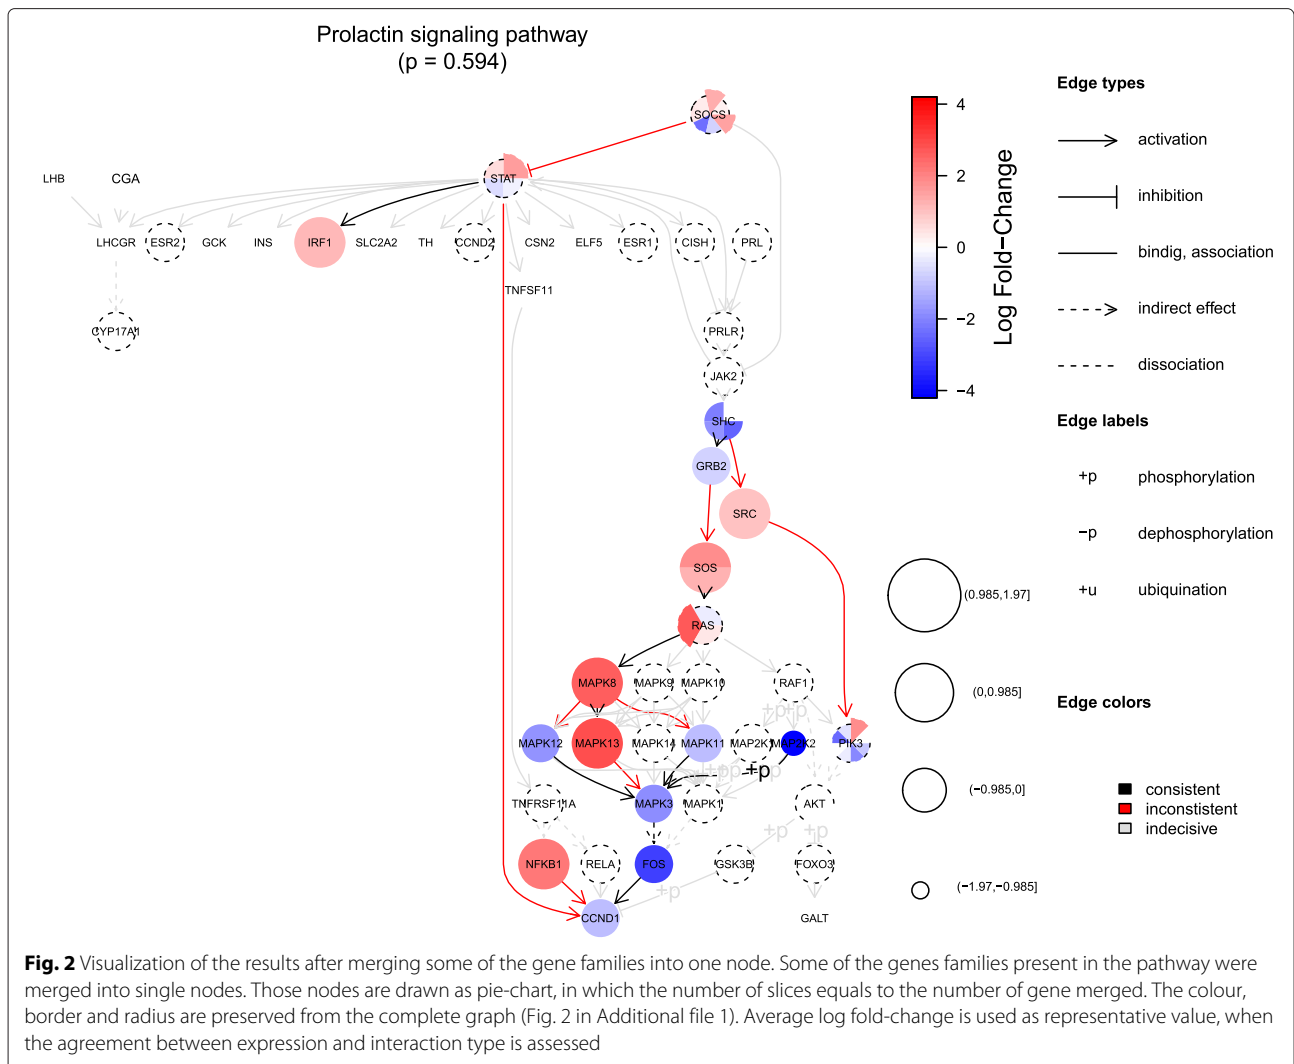 Prolactin signaling pathway
(p = 0.594)
SOCS
LHB
CGA
STAT
LHCGR
ESR2
GCK
INS
IRF1
SLC2A2
TH
CCND2
CSN2
ELF5
ESR1
CISH
PRL
TNFSF11
CYP17A1
PRLR
JAK2
SHC
GRB2
SRC
SOS
RAS
MAPK8
MAPK9
MAPK10
RAF1
+p
+p
MAPK12
MAPK13
MAPK14
MAPK11
MAP2K1
MAP2K2
PIK3
+p
+p
+p
TNFRSF11A
MAPK3
MAPK1
AKT
+p
+p
NFKB1
RELA
FOS
GSK3B
FOXO3
+p
CCND1
GALT
4
2
0
−2
−4
Log Fold−Change
(0.985,1.97]
(0,0.985]
(−0.985,0]
(−1.97,−0.985]
Edge types
activation
inhibition
bindig, association
indirect effect
dissociation
Edge labels
+p phosphorylation
−p dephosphorylation
+u ubiquination
Edge colors
consistent
inconstistent
indecisive
Fig. 2 Visualization of the results after merging some of the gene families into one node. Some of the genes families present in the pathway were
merged into single nodes. Those nodes are drawn as pie-chart, in which the number of slices equals to the number of gene merged. The colour,
border and radius are preserved from the complete graph (Fig. 2 in Additional file 1). Average log fold-change is used as representative value, when
the agreement between expression and interaction type is assessed